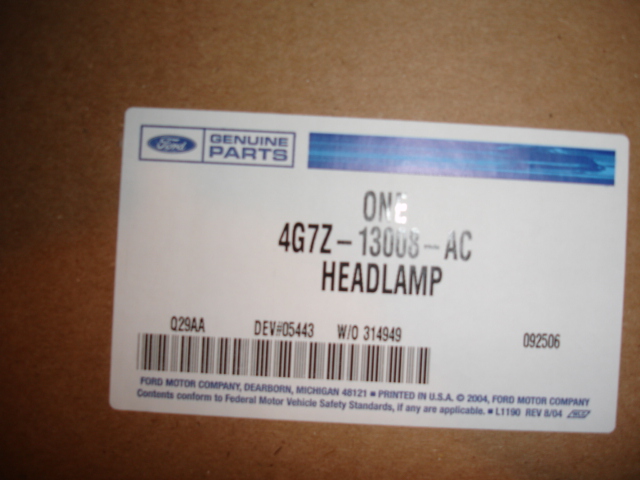 Ford GENUINE PARTS
ONE
4G7Z-13008-AC
HEADLAMP
Q29AA DEV#05443 W/O 314949 092506
FORD MOTOR COMPANY, DEARBORN, MICHIGAN 48121 ■ PRINTED IN U.S.A. © 2004, FORD MOTOR COMPANY
Contents conform to Federal Motor Vehicle Safety Standards, if any are applicable. ■ L1190 REV 8/04